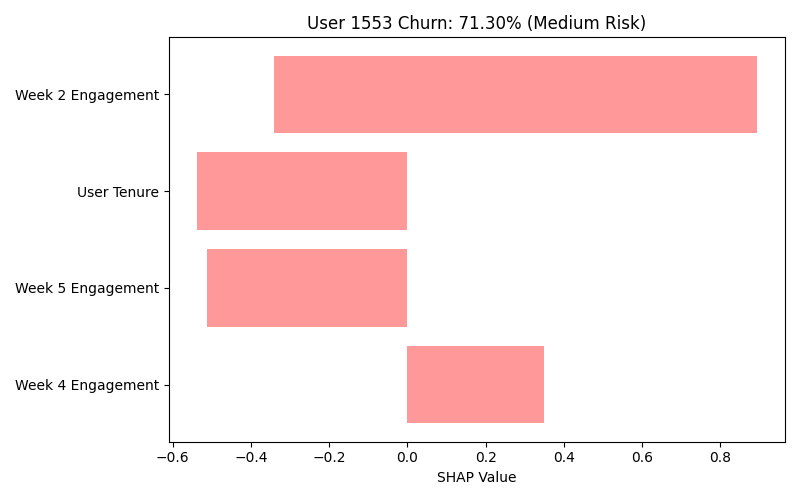 User 1553 Churn: 71.30% (Medium Risk)
Week 2 Engagement
User Tenure
Week 5 Engagement
Week 4 Engagement
−0.6 −0.4 −0.2 0.0 0.2 0.4 0.6 0.8
SHAP Value